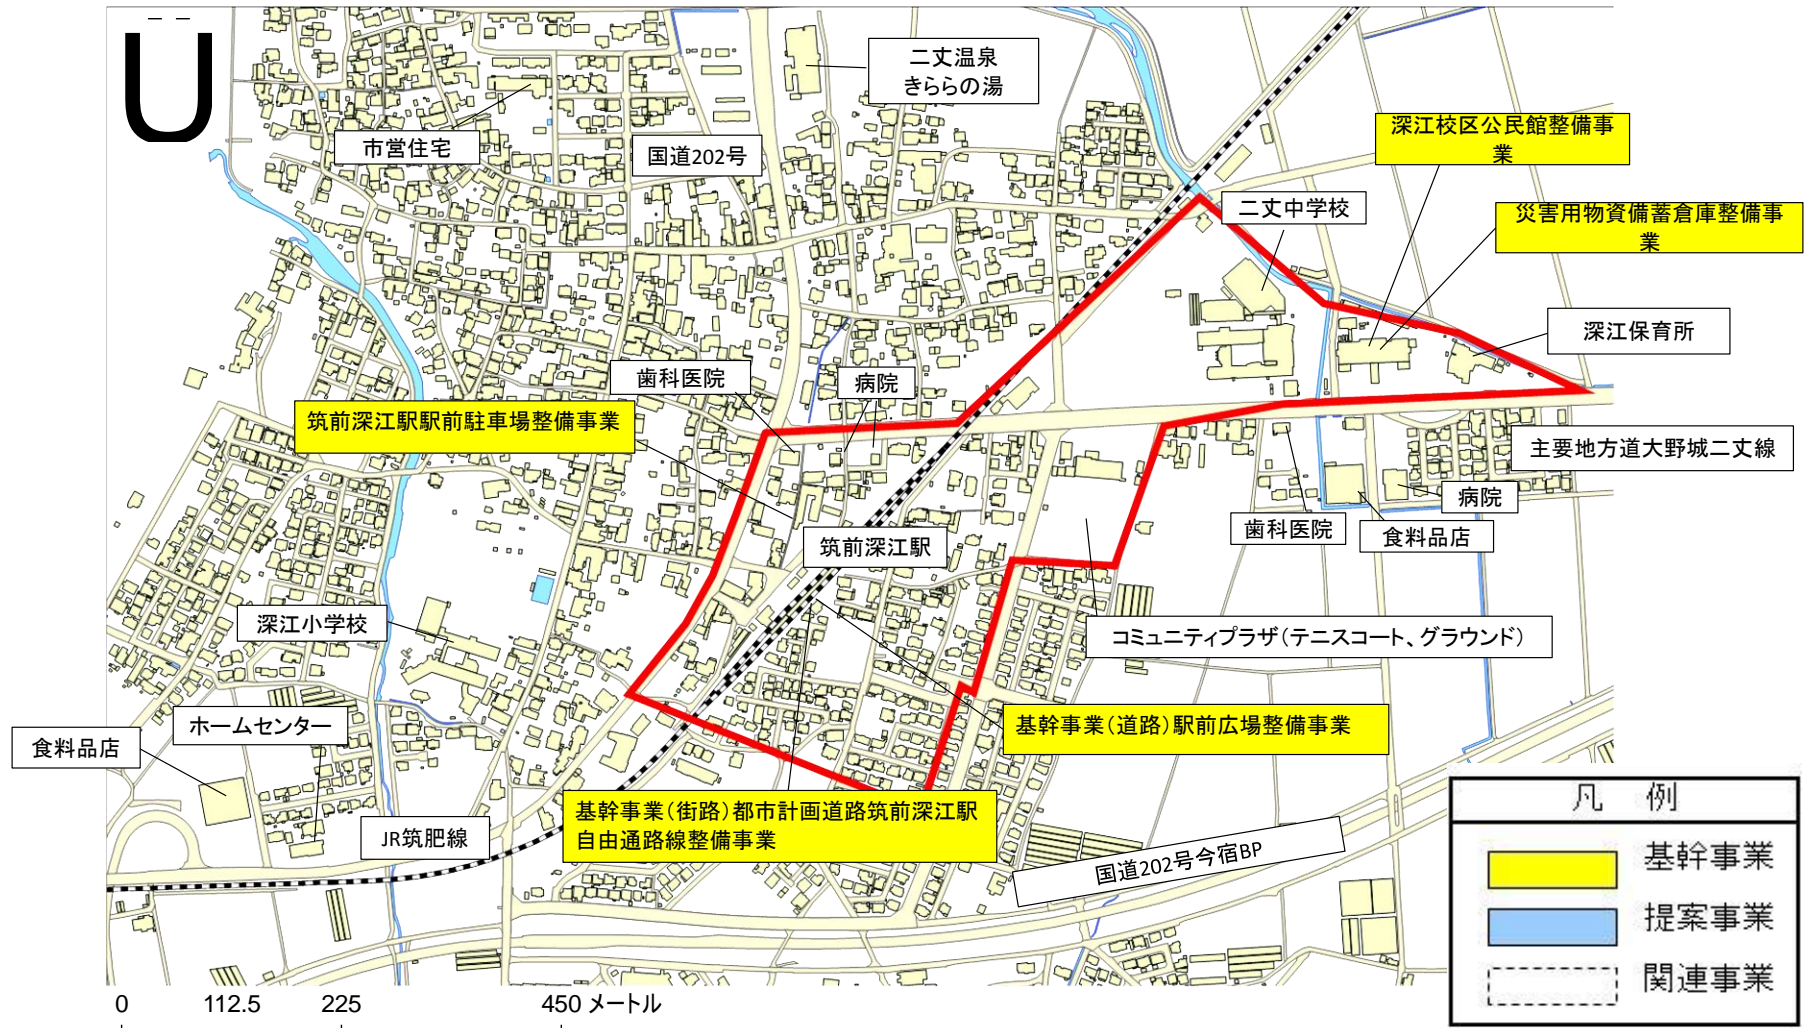 Ü
二丈温泉
きららの湯
市営住宅
国道202号
深江校区公民館整備事
業
二丈中学校
災害用物資備蓄倉庫整備事
業
深江保育所
歯科医院
病院
筑前深江駅駅前駐車場整備事業
主要地方道大野城二丈線
病院
歯科医院
食料品店
筑前深江駅
深江小学校
コミュニティプラザ(テニスコート、グラウンド)
ホームセンター
食料品店
基幹事業(道路)駅前広場整備事業
基幹事業(街路)都市計画道路筑前深江駅
自由通路線整備事業
JR筑肥線
国道202号今宿BP
凡 例
基幹事業
提案事業
関連事業
0 112.5 225 450 メートル